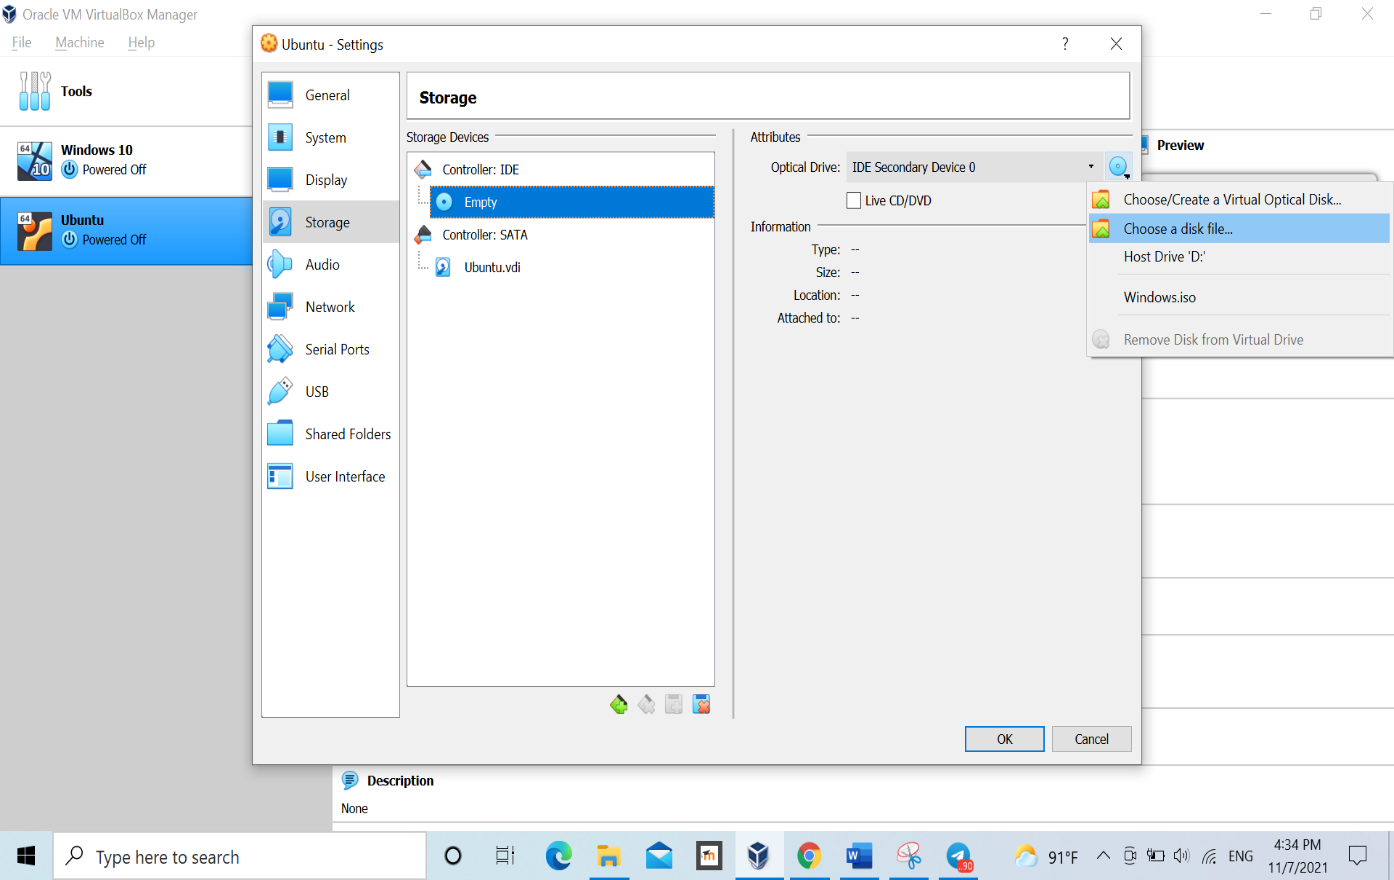 Oracle VM VirtualBox Manager
File Machine Help
Tools
64
10
Windows 10
Powered Off
64
Ubuntu
Powered Off
Ubuntu - Settings
?
General
System
Display
Storage
Audio
Network
Serial Ports
USB
Shared Folders
User Interface
Storage
Storage Devices
Controller: IDE
Empty
Controller: SATA
Ubuntu.vdi
Attributes
Optical Drive: IDE Secondary Device 0
Live CD/DVD
Information
Type: --
Size: --
Location: --
Attached to: --
Preview
Choose/Create a Virtual Optical Disk...
Choose a disk file...
Host Drive 'D:'
Windows.iso
Remove Disk from Virtual Drive
OK Cancel
Description
None
Type here to search
m
W
..90
91°F
ENG
4:34 PM
11/7/2021